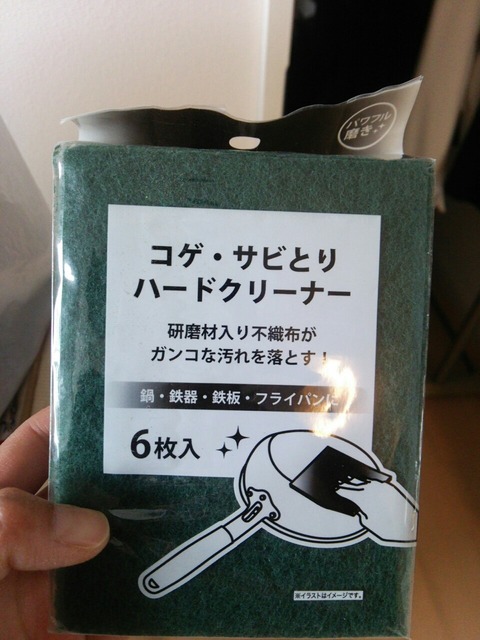 パワフル
磨き
コゲ・サビとり
ハードクリーナー
研磨材入り不織布が
ガンコな汚れを落とす!
鍋・鉄器・鉄板・フライパンに
6枚入
※イラストはイメージです。